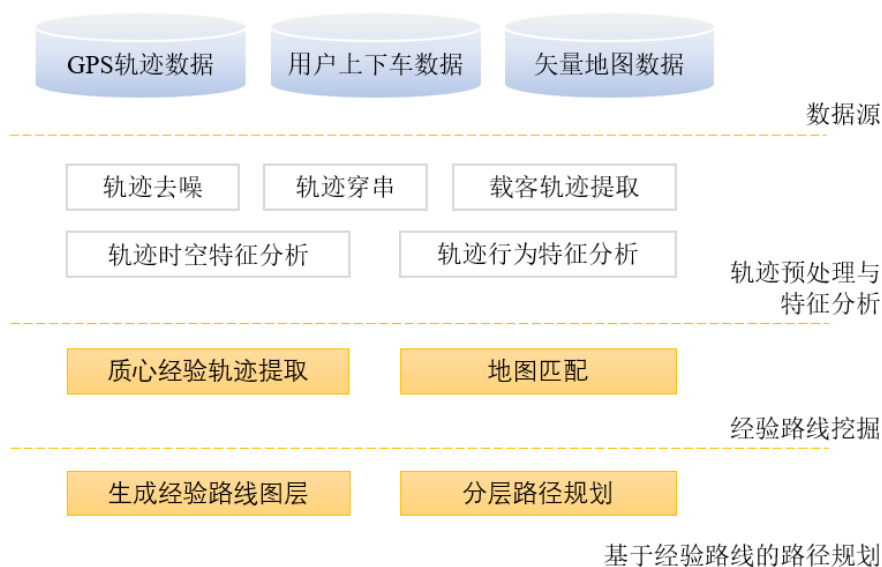 GPS轨迹数据
用户上下车数据
矢量地图数据
数据源
轨迹去噪
轨迹穿串
载客轨迹提取
轨迹时空特征分析
轨迹行为特征分析
轨迹预处理与
特征分析
质心经验轨迹提取
地图匹配
经验路线挖掘
生成经验路线图层
分层路径规划
基于经验路线的路径规划